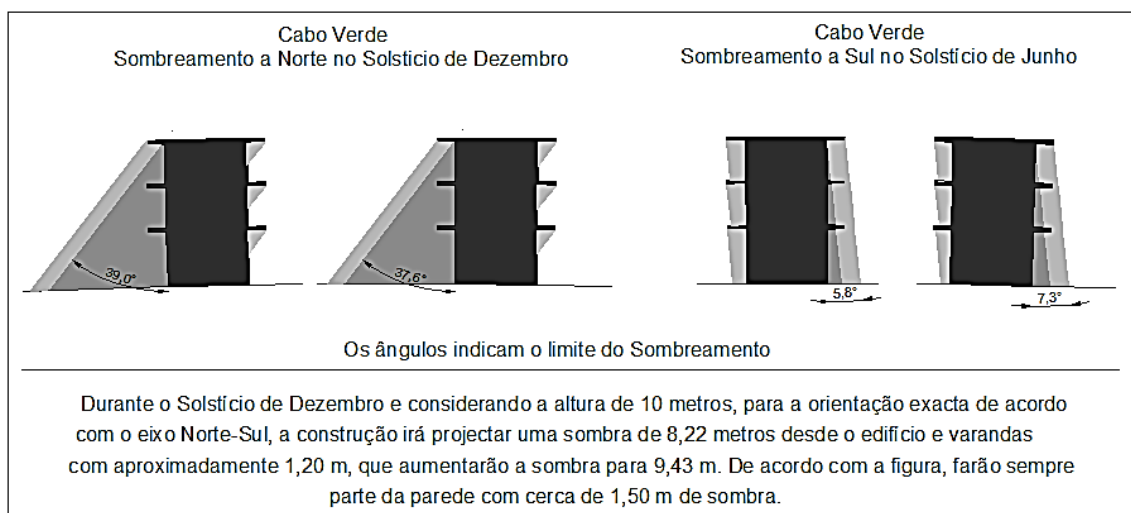 Cabo Verde
Sombreamento a Norte no Solsticio de Dezembro
Cabo Verde
Sombreamento a Sul no Solstício de Junho
39,0°
37,6°
5,8°
7,3°
Os ângulos indicam o limite do Sombreamento
Durante o Solstício de Dezembro e considerando a altura de 10 metros, para a orientação exacta de acordo
com o eixo Norte-Sul, a construção irá projectar uma sombra de 8,22 metros desde o edifício e varandas
com aproximadamente 1,20 m, que aumentarão a sombra para 9,43 m. De acordo com a figura, farão sempre
parte da parede com cerca de 1,50 m de sombra.